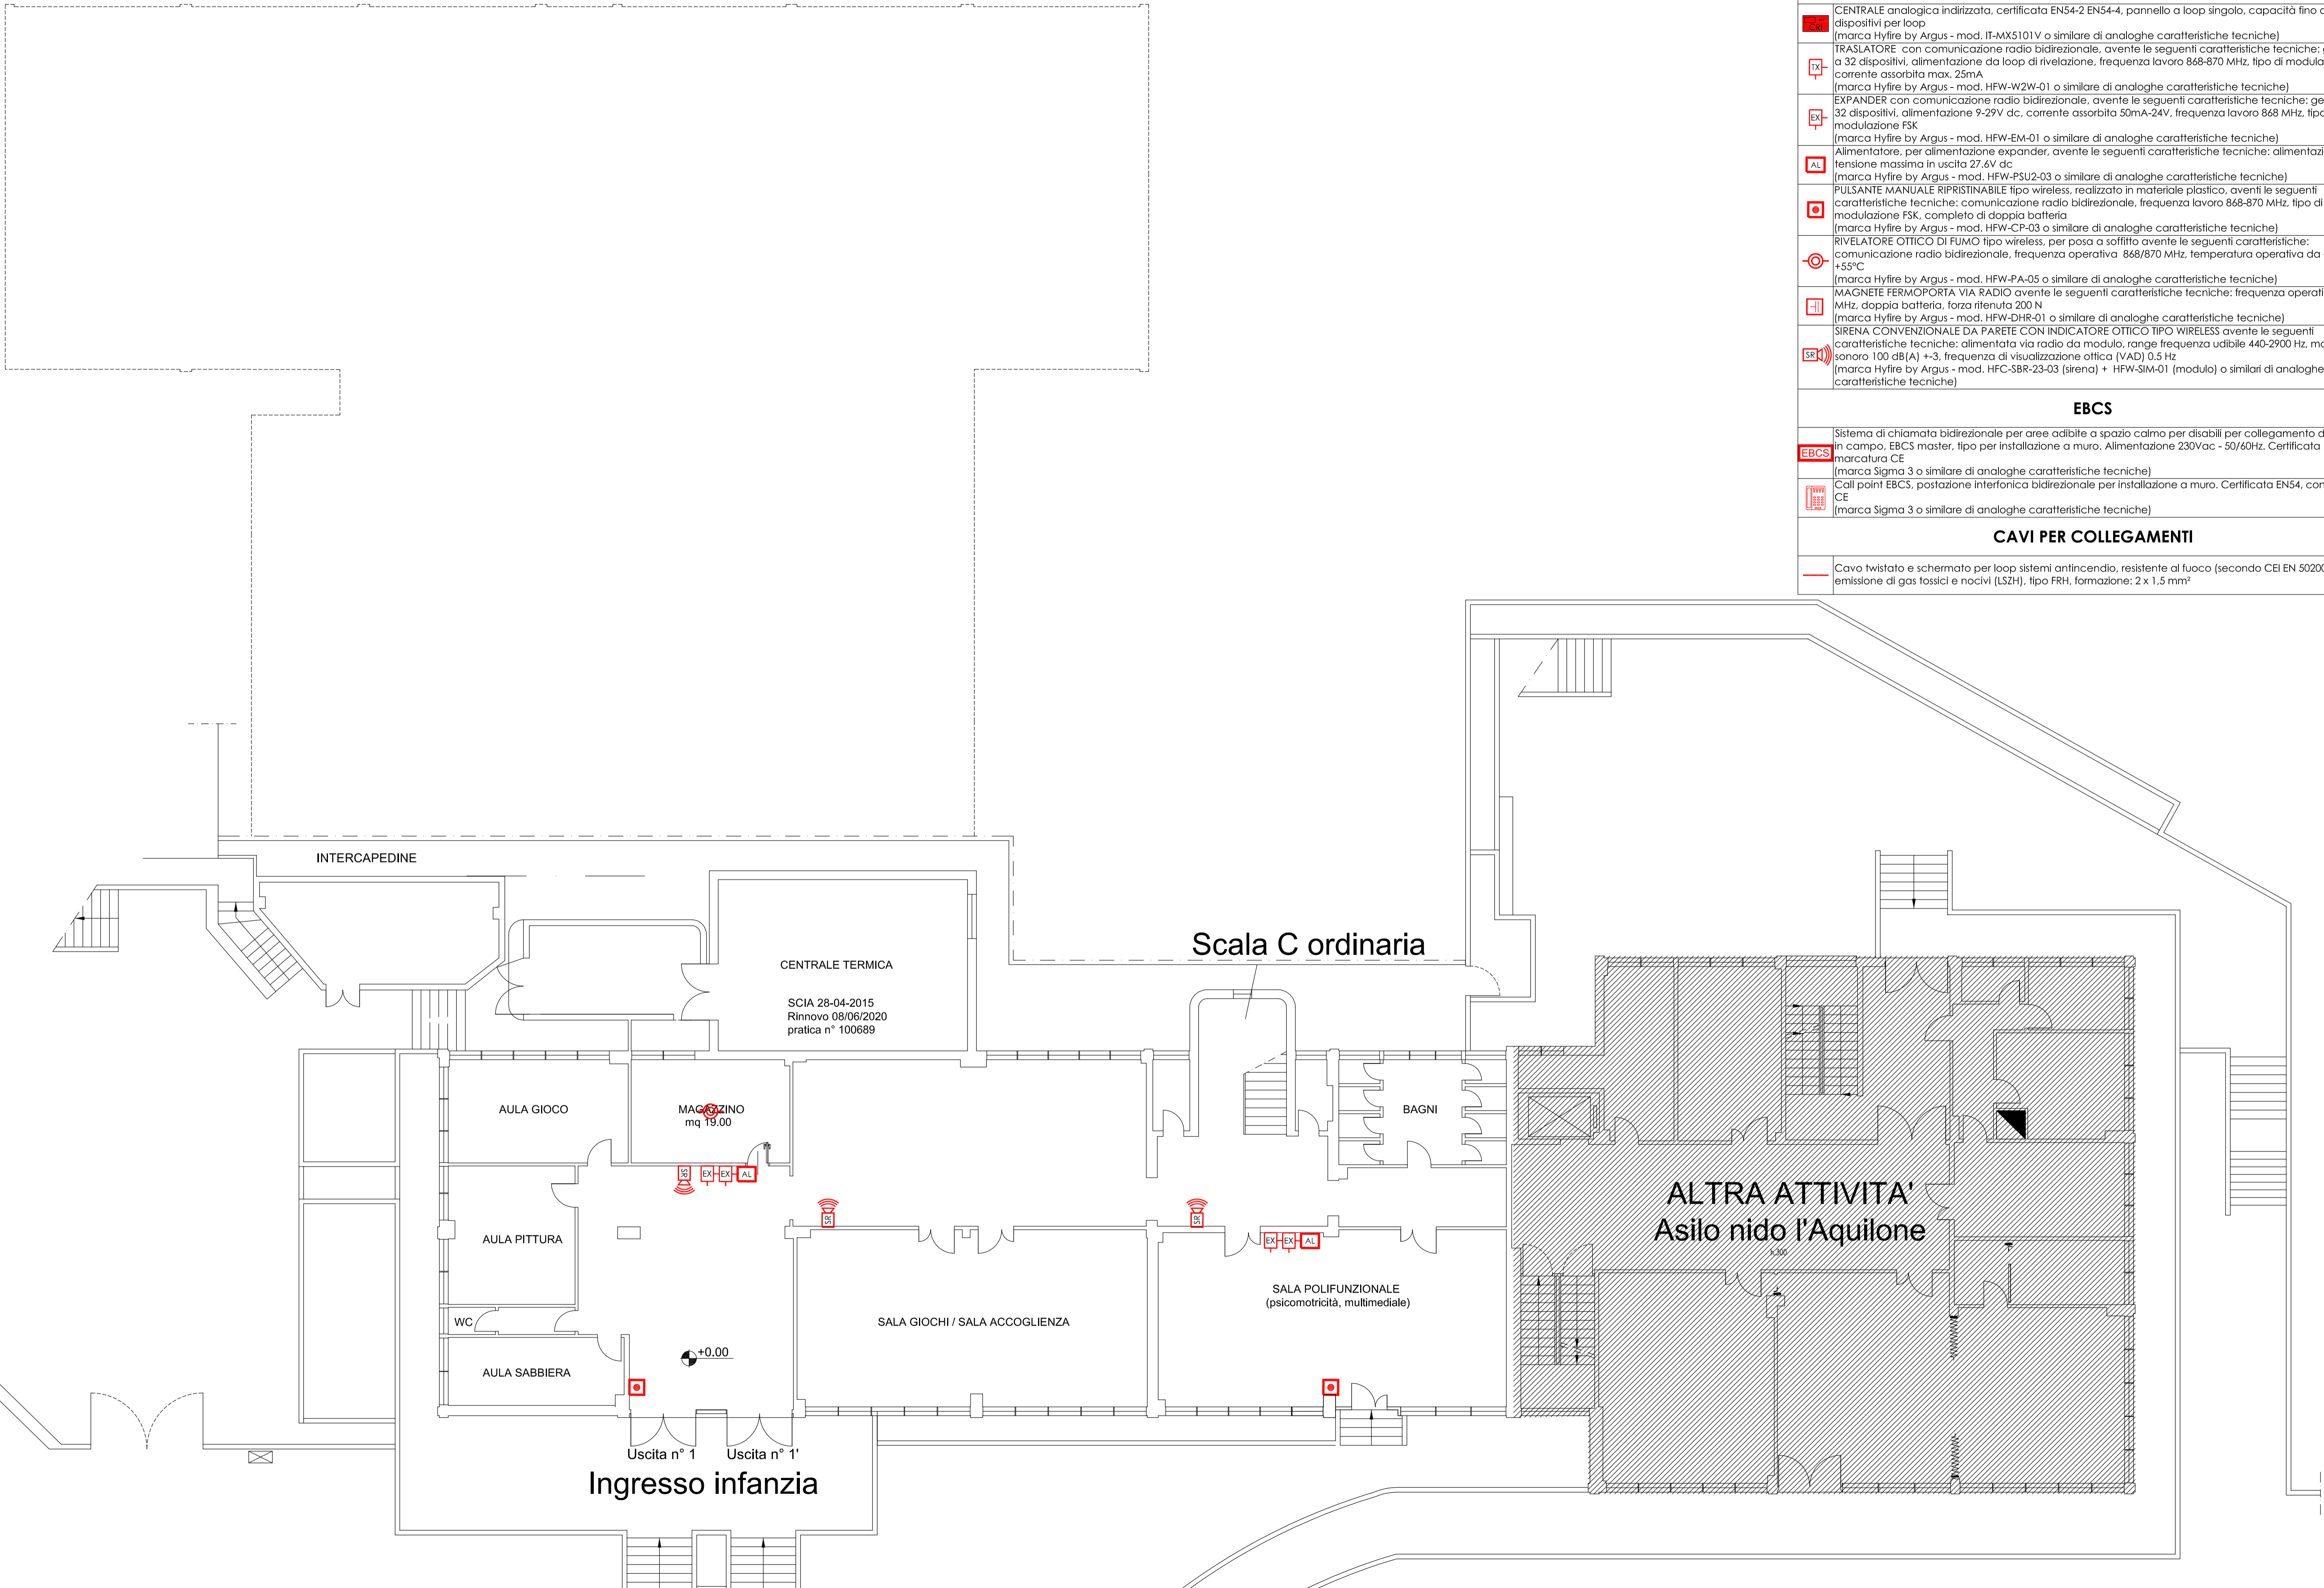 CENTRALE analogica indirizzata, certificata EN54-2 EN54-4, pannello a loop singolo, capacità fino
dispositivi per loop
(marca Hyfire by Argus - mod. IT-MX5101V o similare di analoghe caratteristiche tecniche)
TX
TRASLATORE con comunicazione radio bidirezionale, avente le seguenti caratteristiche tecniche:
a 32 dispositivi, alimentazione da loop di rivelazione, frequenza lavoro 868-870 MHz, tipo di modula
corrente assorbita max. 25mA
(marca Hyfire by Argus - mod. HFW-W2W-01 o similare di analoghe caratteristiche tecniche)
EX
EXPANDER con comunicazione radio bidirezionale, avente le seguenti caratteristiche tecniche: ge
32 dispositivi, alimentazione 9-29V dc, corrente assorbita 50mA-24V, frequenza lavoro 868 MHz, tipo
modulazione FSK
(marca Hyfire by Argus - mod. HFW-EM-01 o similare di analoghe caratteristiche tecniche)
AL
Alimentatore, per alimentazione expander, avente le seguenti caratteristiche tecniche: alimentazi
tensione massima in uscita 27.6V dc
(marca Hyfire by Argus - mod. HFW-PSU2-03 o similare di analoghe caratteristiche tecniche)
PULSANTE MANUALE RIPRISTINABILE tipo wireless, realizzato in materiale plastico, aventi le seguenti
caratteristiche tecniche: comunicazione radio bidirezionale, frequenza lavoro 868-870 MHz, tipo di
modulazione FSK, completo di doppia batteria
(marca Hyfire by Argus - mod. HFW-CP-03 o similare di analoghe caratteristiche tecniche)
RIVELATORE OTTICO DI FUMO tipo wireless, per posa a soffitto avente le seguenti caratteristiche:
comunicazione radio bidirezionale, frequenza operativa 868/870 MHz, temperatura operativa da
+55°C
(marca Hyfire by Argus - mod. HFW-PA-05 o similare di analoghe caratteristiche tecniche)
MAGNETE FERMOPORTA VIA RADIO avente le seguenti caratteristiche tecniche: frequenza operati
MHz, doppia batteria, forza ritenuta 200 N
(marca Hyfire by Argus - mod. HFW-DHR-01 o similare di analoghe caratteristiche tecniche)
SR
SIRENA CONVENZIONALE DA PARETE CON INDICATORE OTTICO TIPO WIRELESS avente le seguenti
caratteristiche tecniche: alimentata via radio da modulo, range frequenza udibile 440-2900 Hz, ma
sonoro 100 dB(A) +-3, frequenza di visualizzazione ottica (VAD) 0.5 Hz
(marca Hyfire by Argus - mod. HFC-SBR-23-03 (sirena) + HFW-SIM-01 (modulo) o similari di analoghe
caratteristiche tecniche)
EBCS
EBCS
Sistema di chiamata bidirezionale per aree adibite a spazio calmo per disabili per collegamento d
in campo, EBCS master, tipo per installazione a muro. Alimentazione 230Vac - 50/60Hz. Certificata
marcatura CE
(marca Sigma 3 o similare di analoghe caratteristiche tecniche)
Call point EBCS, postazione interfonica bidirezionale per installazione a muro. Certificata EN54, con
CE
(marca Sigma 3 o similare di analoghe caratteristiche tecniche)
CAVI PER COLLEGAMENTI
Cavo twistato e schermato per loop sistemi antincendio, resistente al fuoco (secondo CEI EN 50200
emissione di gas tossici e nocivi (LSZH), tipo FRH, formazione: 2 x 1,5 mm²
INTERCAPEDINE
Scala C ordinaria
CENTRALE TERMICA
SCIA 28-04-2015
Rinnovo 08/06/2020
pratica n° 100689
AULA GIOCO
MAGAZZINO
mq 19.00
BAGNI
SR
EX EX AL
ALTRA ATTIVITA'
Asilo nido l'Aquilone
h.300
SR
SR
AULA PITTURA
EX EX AL
SALA POLIFUNZIONALE
(psicomotricità, multimediale)
WC
SALA GIOCHI / SALA ACCOGLIENZA
+0.00
AULA SABBIERA
Uscita n° 1
Uscita n° 1'
Ingresso infanzia